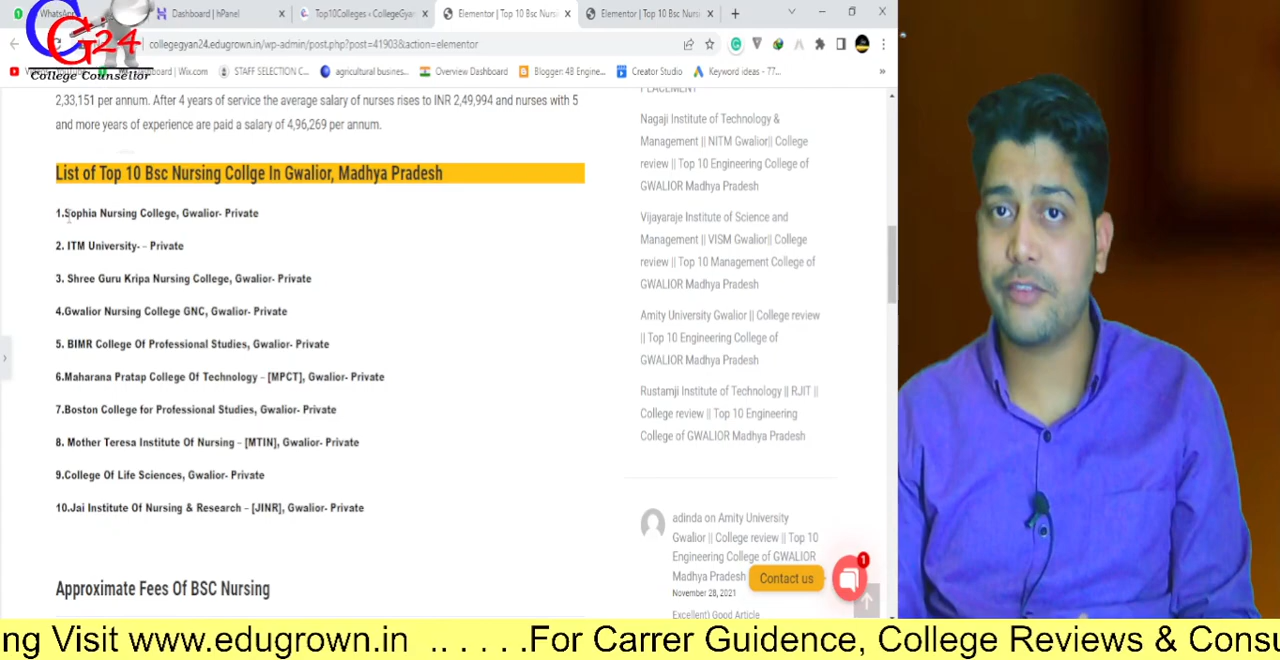 WhatsApp
Dashboard | hPanel
Top10Colleges ‹ CollegeGyan
Elementor | Top 10 Bsc Nurs
Elementor | Top 10 Bsc Nurs
CG24
College Counsellor
collegegyan24.edugrown.in/wp-admin/post.php?post=41903&action=elementor
Dashboard | Wix.com
STAFF SELECTION C...
agricultural busines...
Overview Dashboard
Blogger: 4B Engine...
Creator Studio
Keyword ideas - 77...
»
2,33,151 per annum. After 4 years of service the average salary of nurses rises to INR 2,49,994 and nurses with 5
and more years of experience are paid a salary of 4,96,269 per annum.
List of Top 10 Bsc Nursing Collge In Gwalior, Madhya Pradesh
1.Sophia Nursing College, Gwalior- Private
2. ITM University- - Private
3. Shree Guru Kripa Nursing College, Gwalior- Private
4.Gwalior Nursing College GNC, Gwalior- Private
5. BIMR College Of Professional Studies, Gwalior- Private
6.Maharana Pratap College Of Technology – [MPCT], Gwalior- Private
7.Boston College for Professional Studies, Gwalior- Private
8. Mother Teresa Institute Of Nursing – [MTIN], Gwalior- Private
9.College Of Life Sciences, Gwalior- Private
10.Jai Institute Of Nursing & Research – [JINR], Gwalior- Private
Approximate Fees Of BSC Nursing
PLACEMENT
Nagaji Institute of Technology &
Management || NITM Gwalior|| College
review || Top 10 Engineering College of
GWALIOR Madhya Pradesh
Vijayaraje Institute of Science and
Management || VISM Gwalior|| College
review || Top 10 Management College of
GWALIOR Madhya Pradesh
Amity University Gwalior || College review
|| Top 10 Engineering College of
GWALIOR Madhya Pradesh
Rustamji Institute of Technology || RJIT ||
College review || Top 10 Engineering
College of GWALIOR Madhya Pradesh
adinda on Amity University
Gwalior || College review || Top 10
Engineering College of GWALIOR
Madhya Pradesh
November 28, 2021
Excellent) Good Article
Contact us
1
ng Visit www.edugrown.in .. . . . .For Carrer Guidence, College Reviews & Consu